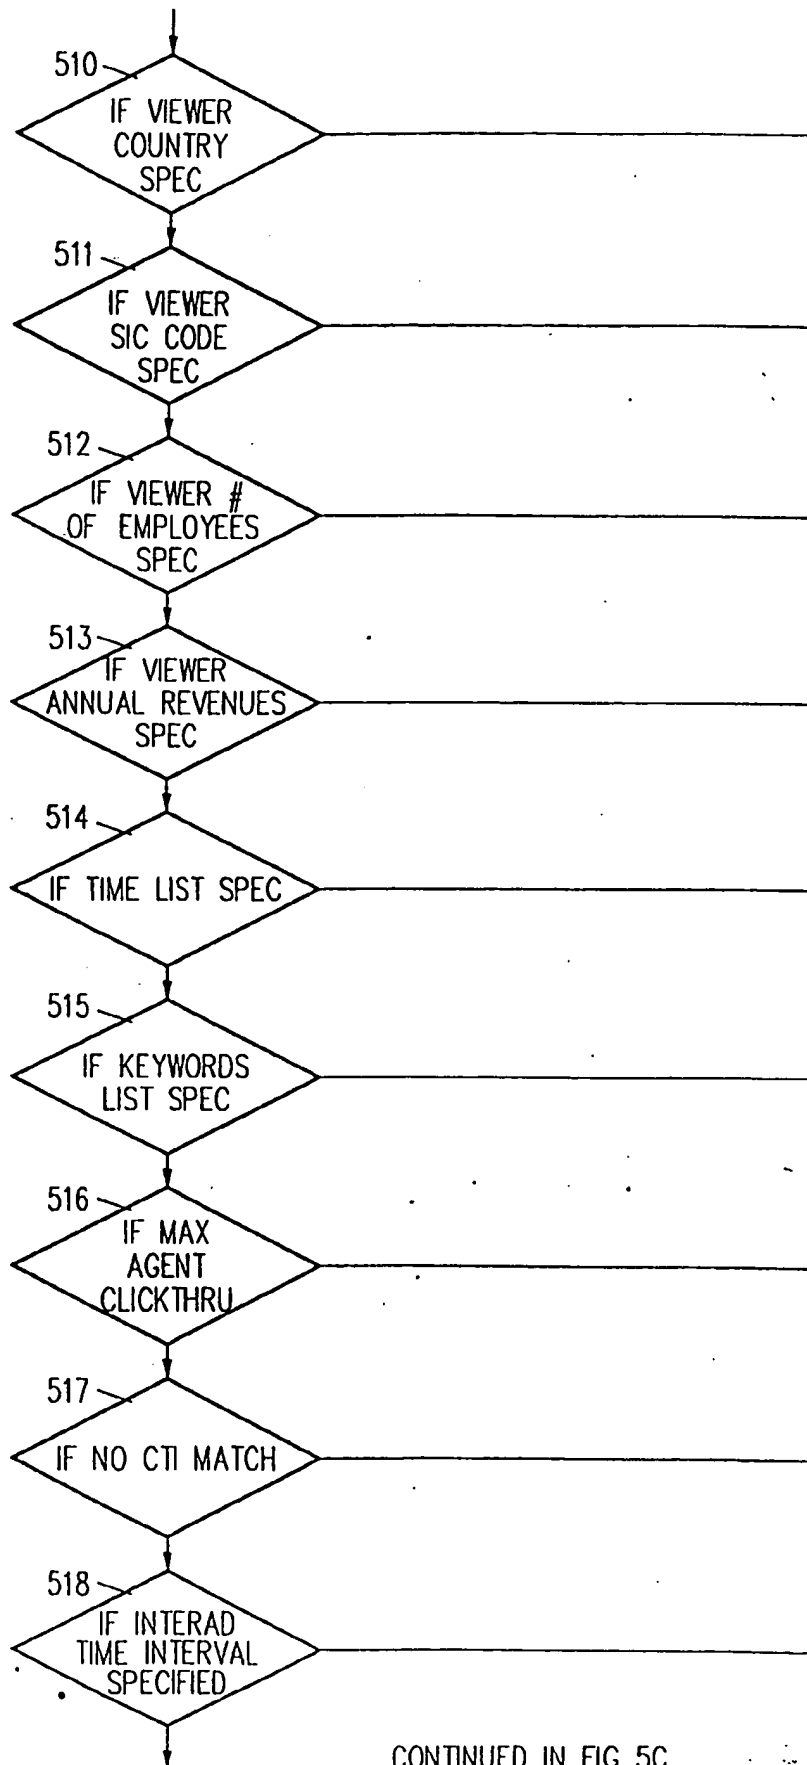 510
IF VIEWER
COUNTRY
SPEC
511
IF VIEWER
SIC CODE
SPEC
512
IF VIEWER #
OF EMPLOYEES
SPEC
513
IF VIEWER
ANNUAL REVENUES
SPEC
514
IF TIME LIST SPEC
515
IF KEYWORDS
LIST SPEC
516
IF MAX
AGENT
CLICKTHRU
517
IF NO CTI MATCH
518
IF INTERAD
TIME INTERVAL
SPECIFIED
CONTINUED IN FIG 5C